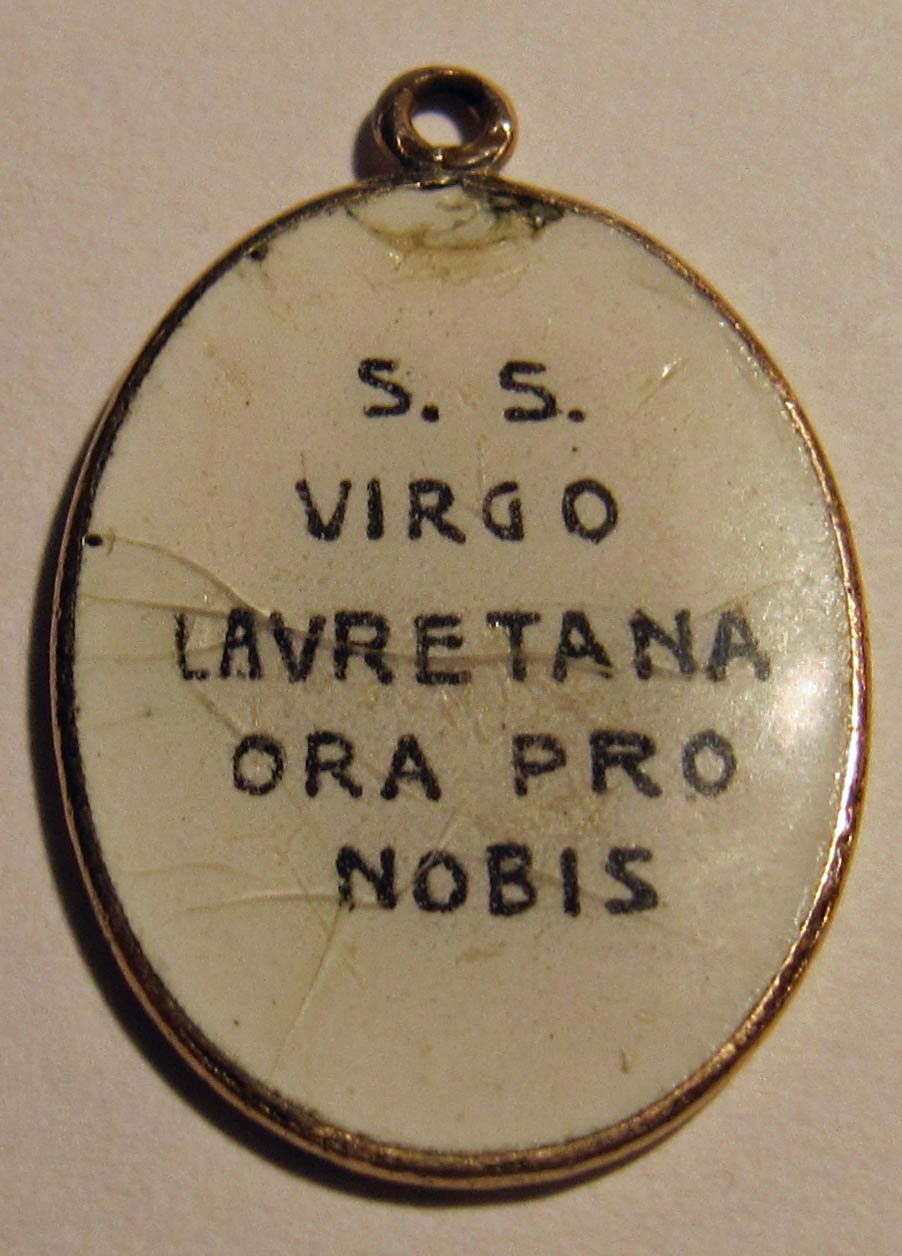 S. S.
VIRGO
LAVRETANA
ORA PRO
NOBIS